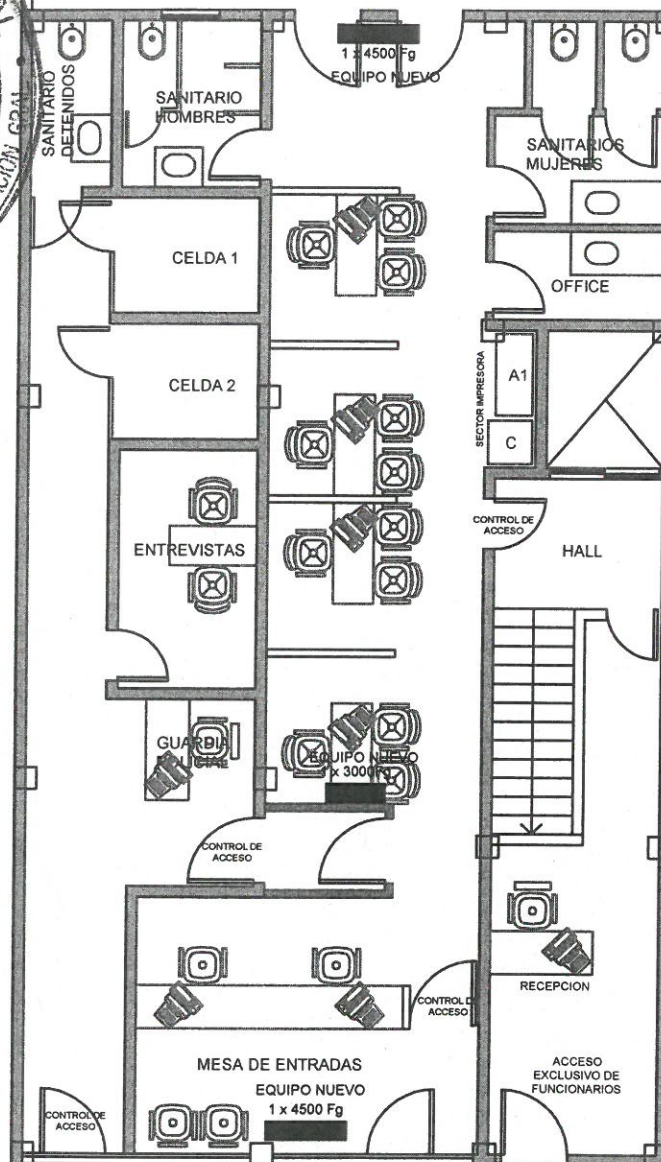 1 x 4500 Fg
EQUIPO NUEVO
SANITARIO
DETENIDOS
SANITARIO
HOMBRES
SANITARIOS
MUJERES
CELDA 1
OFFICE
CELDA 2
SECTOR IMPRESORA
A1
C
CONTROL DE
ACCESO
HALL
ENTREVISTAS
GUARDIA
POLICIAL
EQUIPO NUEVO
x 3000Fg
CONTROL DE
ACCESO
RECEPCION
CONTROL DE
ACCESO
MESA DE ENTRADAS
EQUIPO NUEVO
1 x 4500 Fg
ACCESO
EXCLUSIVO DE
FUNCIONARIOS
CONTROL DE
ACCESO